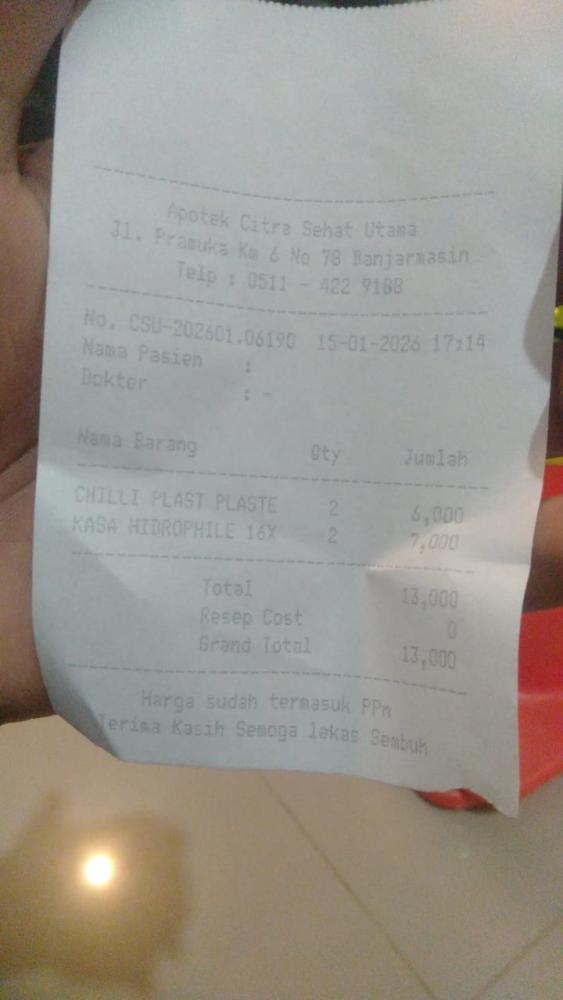 Apotek Citra Sehat Utama
Jl. Pramuka Km 6 No 78 Banjarmasin
Telp : 0511 - 422 9188
No. CSU-202601.06190 15-01-2026 17:14
Nama Pasien :
Dokter : -
Nama Barang Qty Jumlah
CHILLI PLAST PLASTE 2 6,000
KASA HIDROPHILE 16X 2 7,000
Total 13,000
Resep Cost 0
Grand Total 13,000
Harga sudah termasuk PPn
Terima Kasih Semoga lekas Sembuh